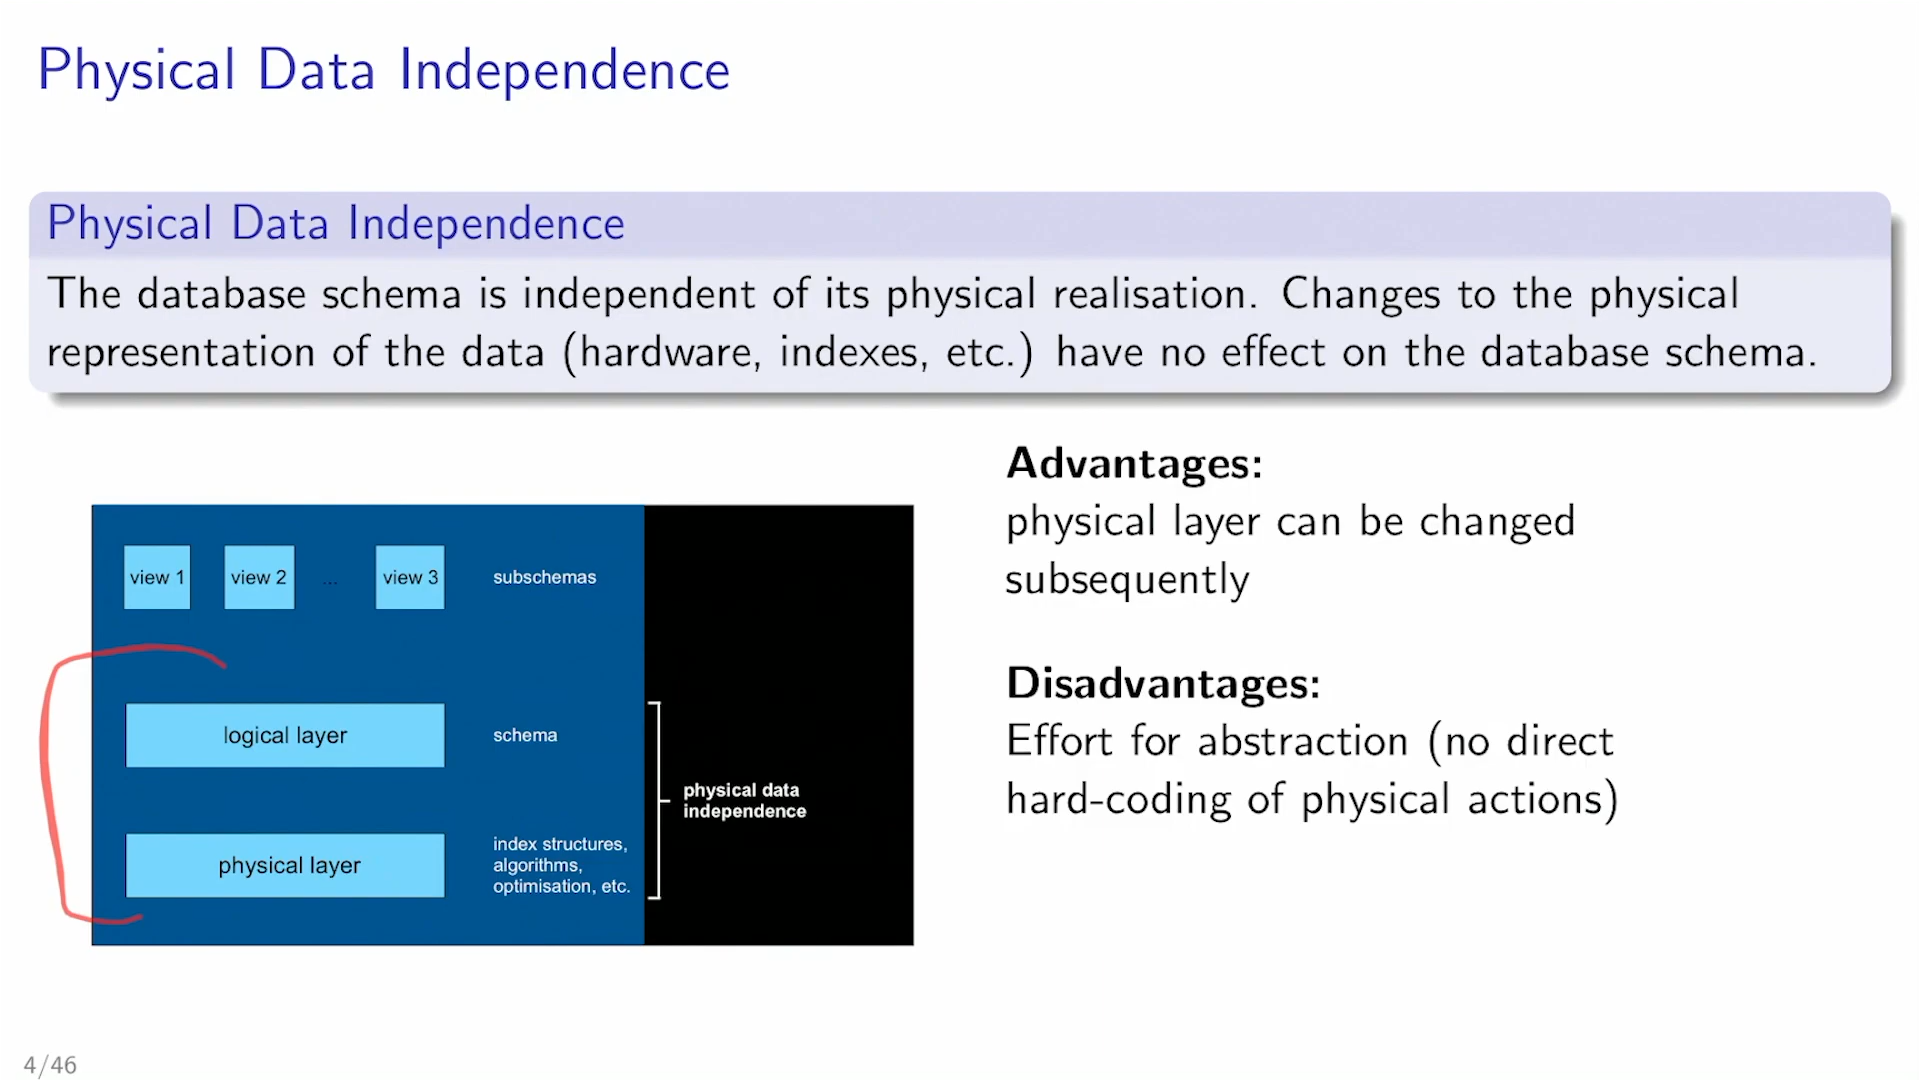 Physical Data Independence
Physical Data Independence
The database schema is independent of its physical realisation. Changes to the physical
representation of the data (hardware, indexes, etc.) have no effect on the database schema.
view 1 view 2 ... view 3 subschemas
logical layer schema
physical layer
index structures,
algorithms,
optimisation, etc.
physical data
independence
Advantages:
physical layer can be changed
subsequently
Disadvantages:
Effort for abstraction (no direct
hard-coding of physical actions)
4/46